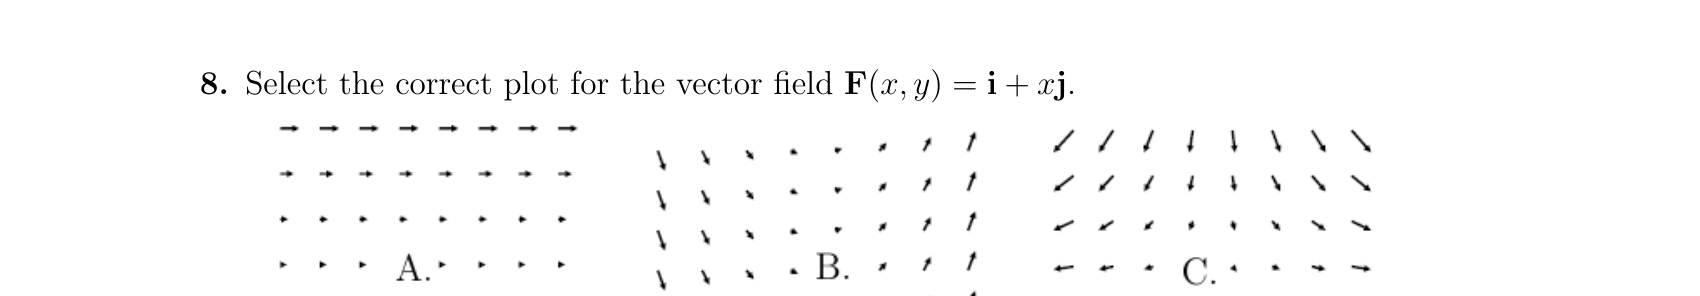 8. Select the correct plot for the vector field F(x, y) = i + xj.
A. B. C.